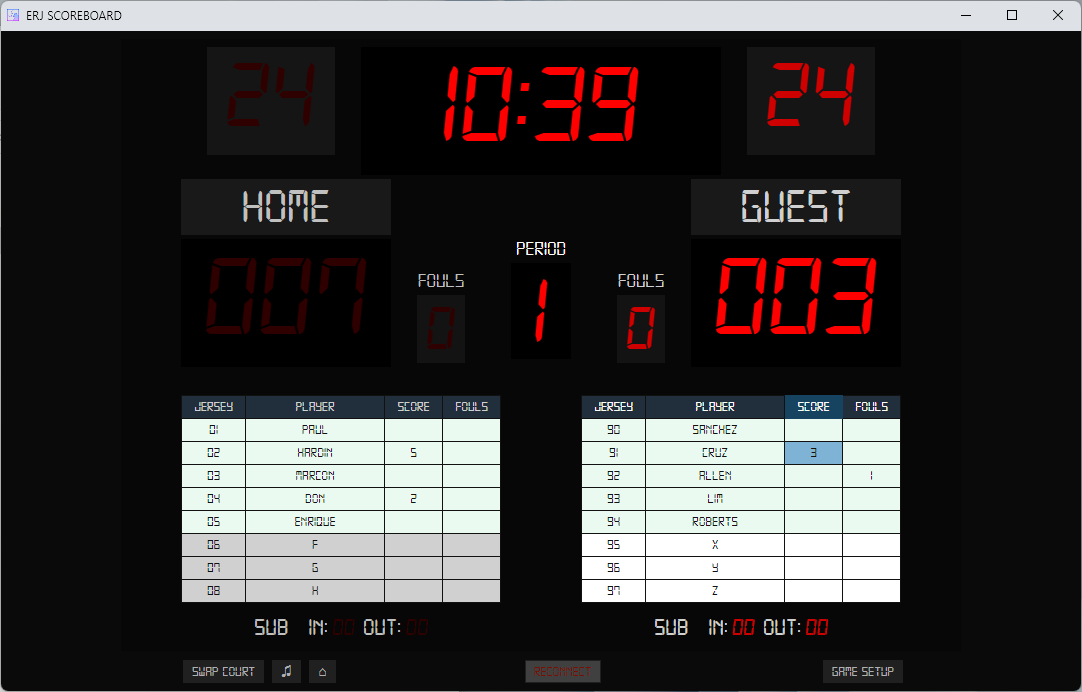 ERJ SCOREBOARD
24 10:39 24
HOME GUEST
PERIOD
007 FOULS 0 1 FOULS 0 003
JERSEY PLAYER SCORE FOULS JERSEY PLAYER SCORE FOULS
01 PAUL 90 SANCHEZ
02 HARDIN 5 91 CRUZ 3
03 MARCON 92 ALLEN 1
04 DON 2 93 LIM
05 ENRIQUE 94 ROBERTS
06 F 95 X
07 G 96 Y
08 H 97 Z
SUB IN:00 OUT:00 SUB IN:00 OUT:00
SWAP COURT RECONNECT GAME SETUP